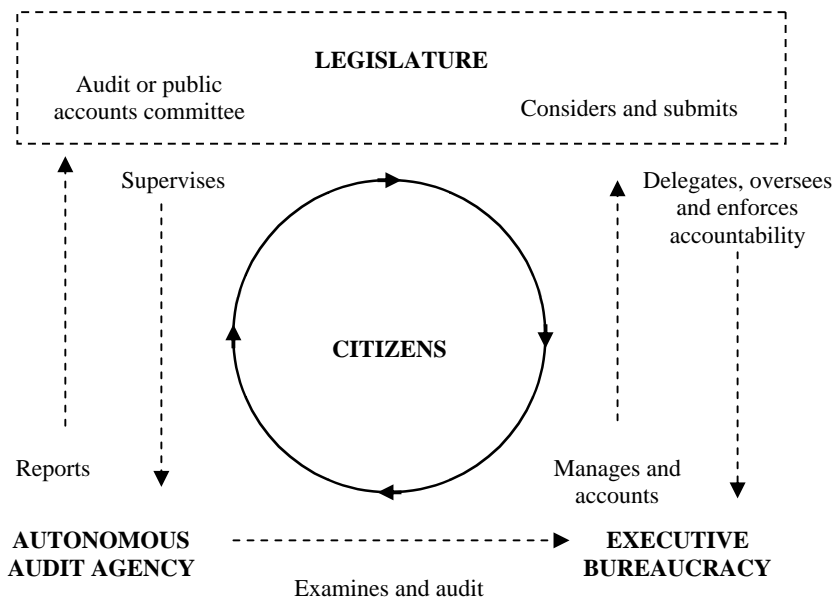 LEGISLATURE
Audit or public
accounts committee
Considers and submits
Supervises
Delegates, oversees
and enforces
accountability
CITIZENS
Reports
Manages and
accounts
AUTONOMOUS
AUDIT AGENCY
EXECUTIVE
BUREAUCRACY
Examines and audit